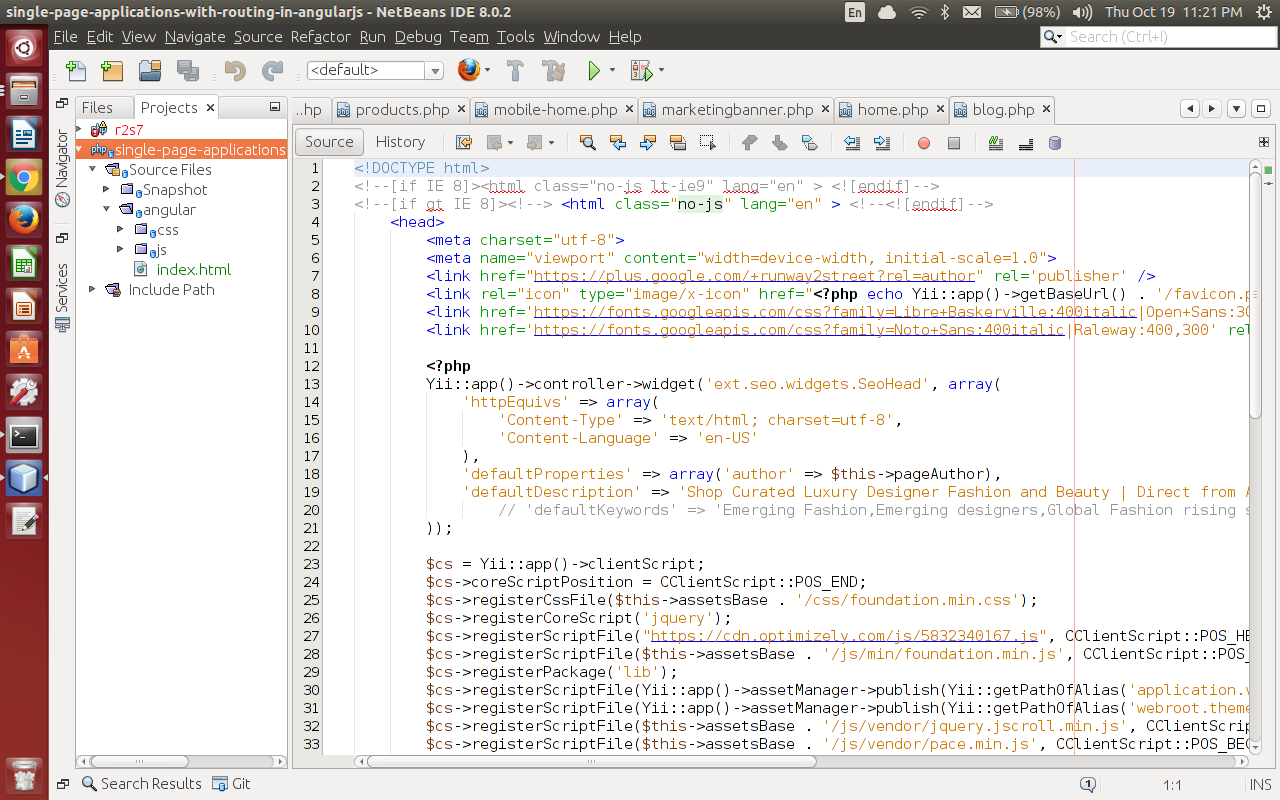 single-page-applications-with-routing-in-angularjs - NetBeans IDE 8.0.2
En (98%) Thu Oct 19 11:21 PM
File Edit View Navigate Source Refactor Run Debug Team Tools Window Help
Search (Ctrl+I)
<default>
Files Projects
..hp products.php mobile-home.php marketingbanner.php home.php blog.php
Navigator
Services
r2s7
single-page-applications
Source Files
Snapshot
angular
css
js
index.html
Include Path
Source History
1 <!DOCTYPE html>
2 <!--[if IE 8]><html class="no-js lt-ie9" lang="en" > <![endif]-->
3 <!--[if gt IE 8]><!--> <html class="no-js" lang="en" > <!--<![endif]-->
4 <head>
5 <meta charset="utf-8">
6 <meta name="viewport" content="width=device-width, initial-scale=1.0">
7 <link href="https://plus.google.com/+runway2street?rel=author" rel='publisher' />
8 <link rel="icon" type="image/x-icon" href="<?php echo Yii::app()->getBaseUrl() . '/favicon.p
9 <link href='https://fonts.googleapis.com/css?family=Libre+Baskerville:400italic|Open+Sans:30
10 <link href='https://fonts.googleapis.com/css?family=Noto+Sans:400italic|Raleway:400,300' rel
11
12 <?php
13 Yii::app()->controller->widget('ext.seo.widgets.SeoHead', array(
14 'httpEquivs' => array(
15 'Content-Type' => 'text/html; charset=utf-8',
16 'Content-Language' => 'en-US'
17 ),
18 'defaultProperties' => array('author' => $this->pageAuthor),
19 'defaultDescription' => 'Shop Curated Luxury Designer Fashion and Beauty | Direct from A
20 // 'defaultKeywords' => 'Emerging Fashion,Emerging designers,Global Fashion rising s
21 ));
22
23 $cs = Yii::app()->clientScript;
24 $cs->coreScriptPosition = CClientScript::POS_END;
25 $cs->registerCssFile($this->assetsBase . '/css/foundation.min.css');
26 $cs->registerCoreScript('jquery');
27 $cs->registerScriptFile("https://cdn.optimizely.com/js/5832340167.js", CClientScript::POS_HE
28 $cs->registerScriptFile($this->assetsBase . '/js/min/foundation.min.js', CClientScript::POS_
29 $cs->registerPackage('lib');
30 $cs->registerScriptFile(Yii::app()->assetManager->publish(Yii::getPathOfAlias('application.v
31 $cs->registerScriptFile(Yii::app()->assetManager->publish(Yii::getPathOfAlias('webroot.theme
32 $cs->registerScriptFile($this->assetsBase . '/js/vendor/jquery.jscroll.min.js', CClientScrip
33 $cs->registerScriptFile($this->assetsBase . '/js/vendor/pace.min.js', CClientScript::POS_BEG
Search Results Git
1 1:1 INS